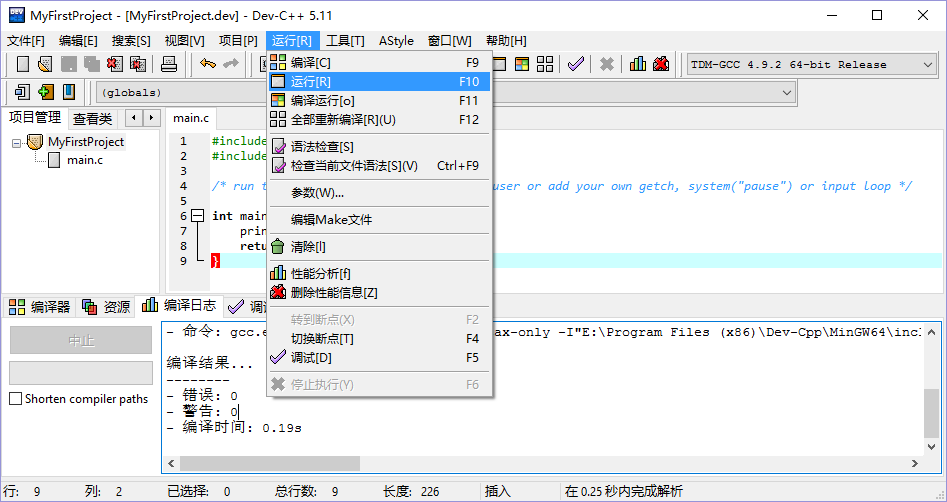 MyFirstProject - [MyFirstProject.dev] - Dev-C++ 5.11
文件[F] 编辑[E] 搜索[S] 视图[V] 项目[P] 运行[R] 工具[T] AStyle 窗口[W] 帮助[H]
TDM-GCC 4.9.2 64-bit Release
(globals)
项目管理 查看类
MyFirstProject
main.c
main.c
编译[C] F9
运行[R] F10
编译运行[o] F11
全部重新编译[R](U) F12
语法检查[S]
检查当前文件语法[S](V) Ctrl+F9
参数(W)...
编辑Make文件
清除[l]
性能分析[f]
删除性能信息[Z]
转到断点(X) F2
切换断点[T] F4
调试[D] F5
停止执行(Y) F6
1 #include
2 #include
3
4 /* run user or add your own getch, system("pause") or input loop */
5
6 int main
7 prin
8 retu
9 }
编译器 资源 编译日志 调
中止
Shorten compiler paths
- 命令: gcc.e ax-only -I"E:\Program Files (x86)\Dev-Cpp\MinGW64\incl
编译结果...
--------
- 错误: 0
- 警告: 0
- 编译时间: 0.19s
行: 9 列: 2 已选择: 0 总行数: 9 长度: 226 插入 在 0.25 秒内完成解析